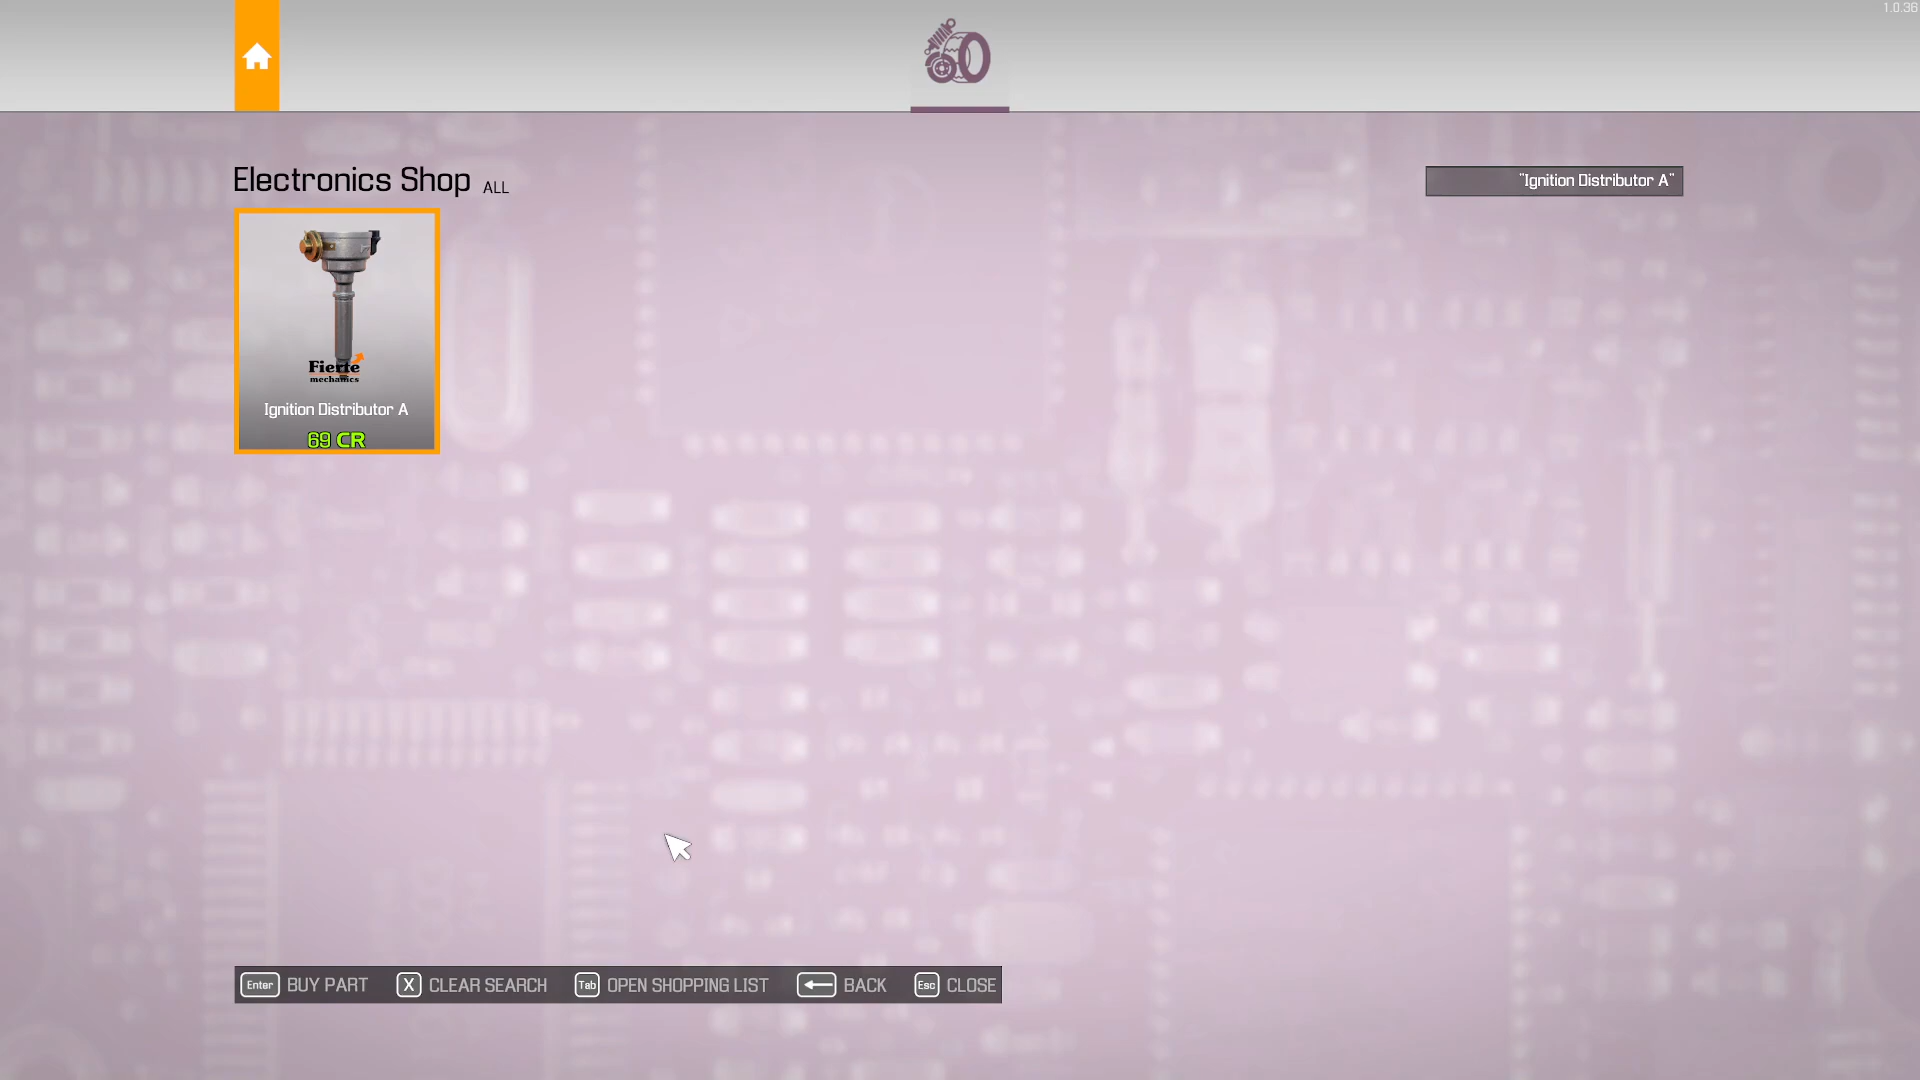 1.0.36
Electronics Shop ALL
"Ignition Distributor A"
Fierte
mechanics
Ignition Distributor A
69 CR
Enter BUY PART X CLEAR SEARCH Tab OPEN SHOPPING LIST BACK Esc CLOSE